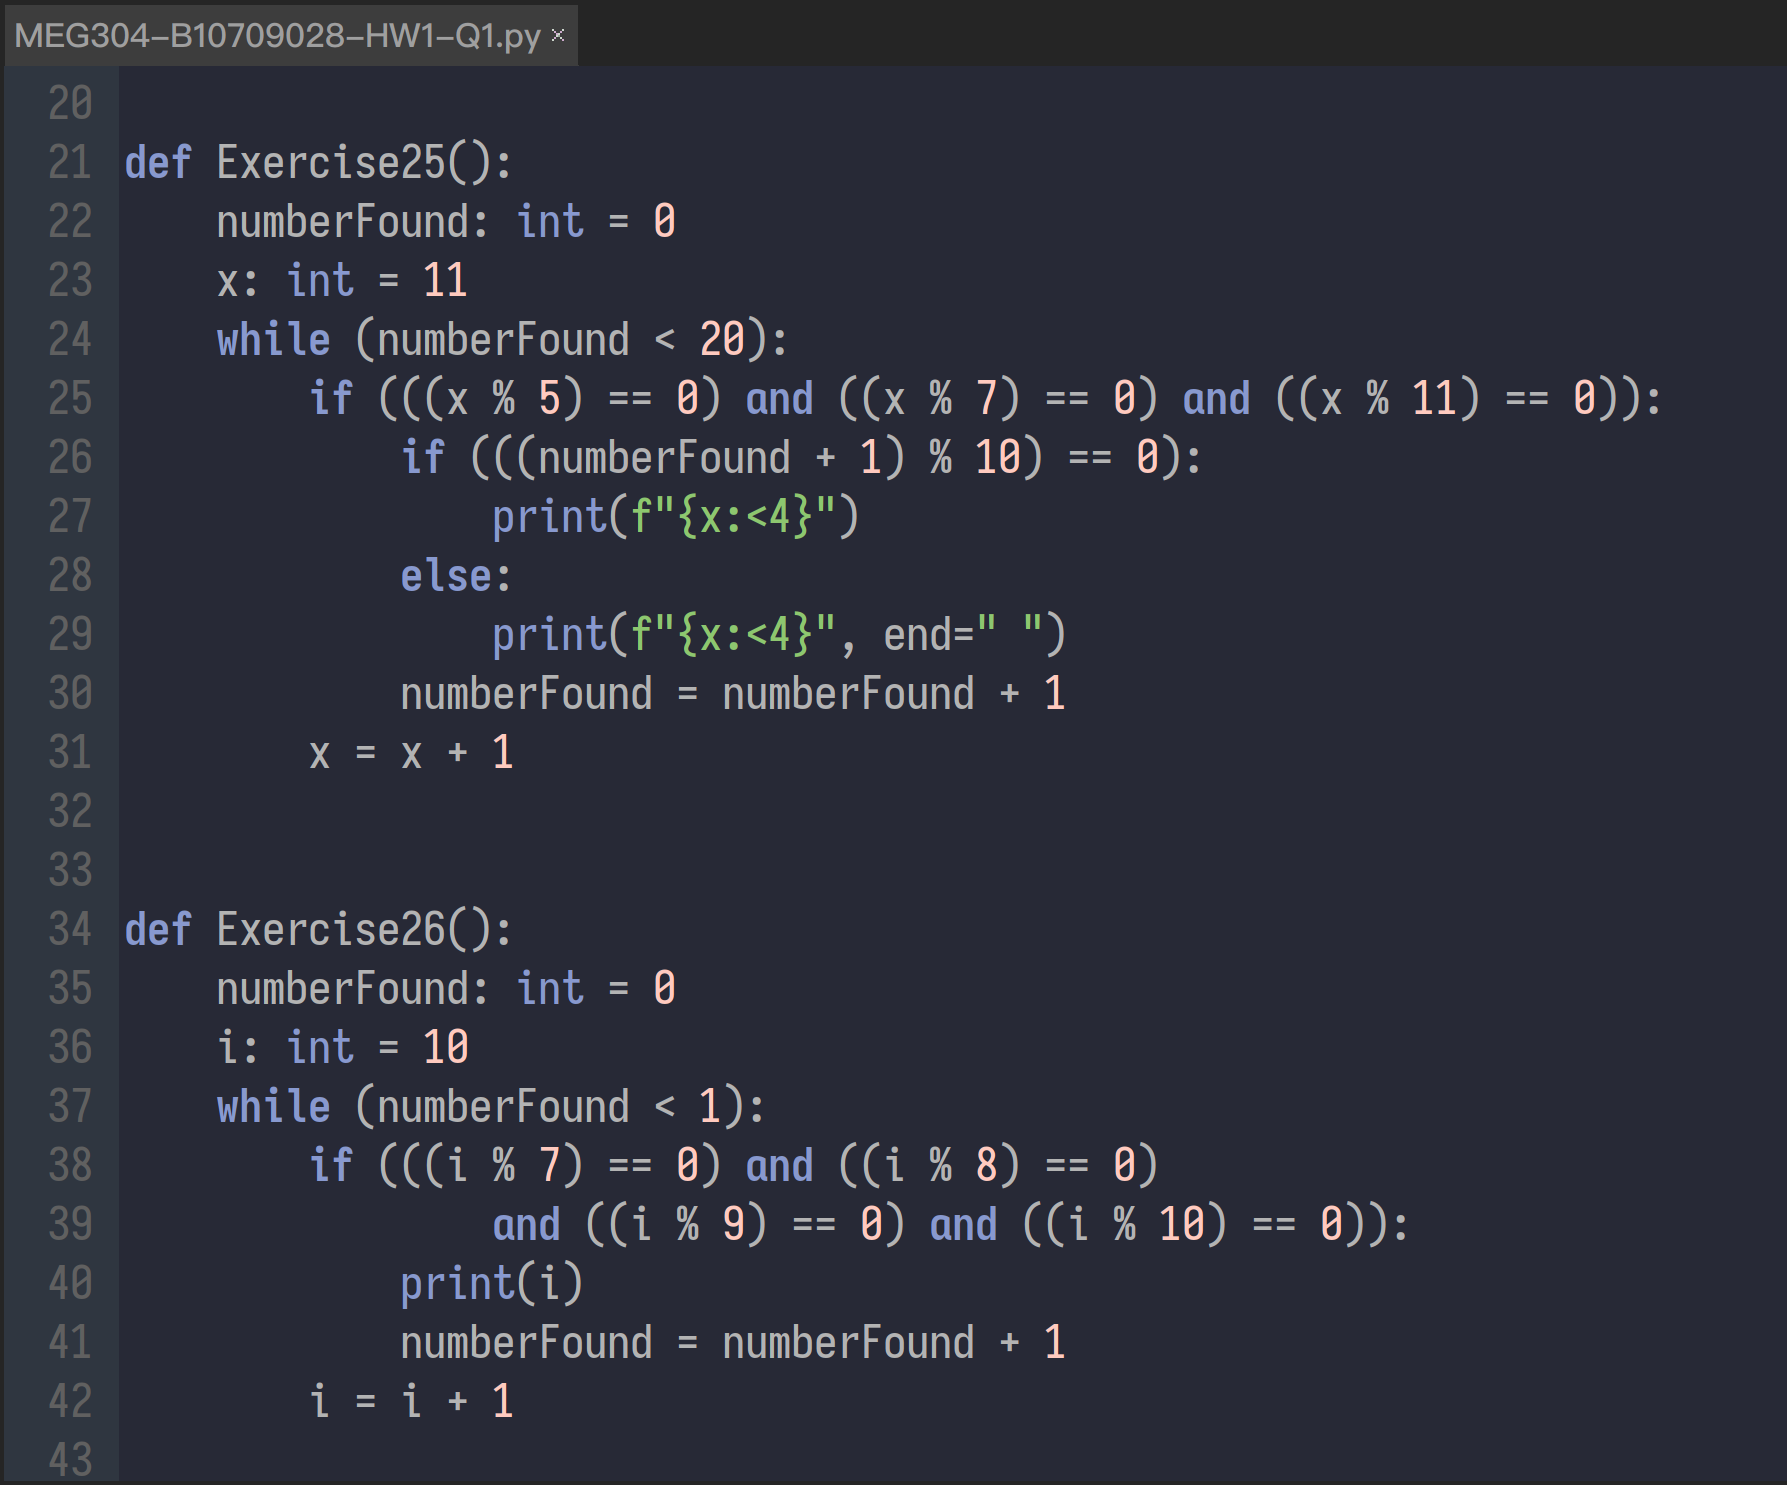 MEG304-B10709028-HW1-Q1.py ×
20
21 def Exercise25():
22     numberFound: int = 0
23     x: int = 11
24     while (numberFound < 20):
25         if (((x % 5) == 0) and ((x % 7) == 0) and ((x % 11) == 0)):
26             if (((numberFound + 1) % 10) == 0):
27                 print(f"{x:<4}")
28             else:
29                 print(f"{x:<4}", end=" ")
30             numberFound = numberFound + 1
31         x = x + 1
32
33
34 def Exercise26():
35     numberFound: int = 0
36     i: int = 10
37     while (numberFound < 1):
38         if (((i % 7) == 0) and ((i % 8) == 0)
39                 and ((i % 9) == 0) and ((i % 10) == 0)):
40             print(i)
41             numberFound = numberFound + 1
42         i = i + 1
43